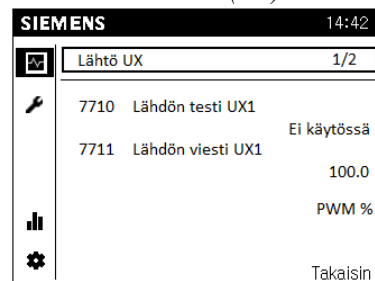 SIEMENS 14:42
Lähtö UX 1/2
7710 Lähdön testi UX1
Ei käytössä
7711 Lähdön viesti UX1
100.0
PWM %
Takaisin